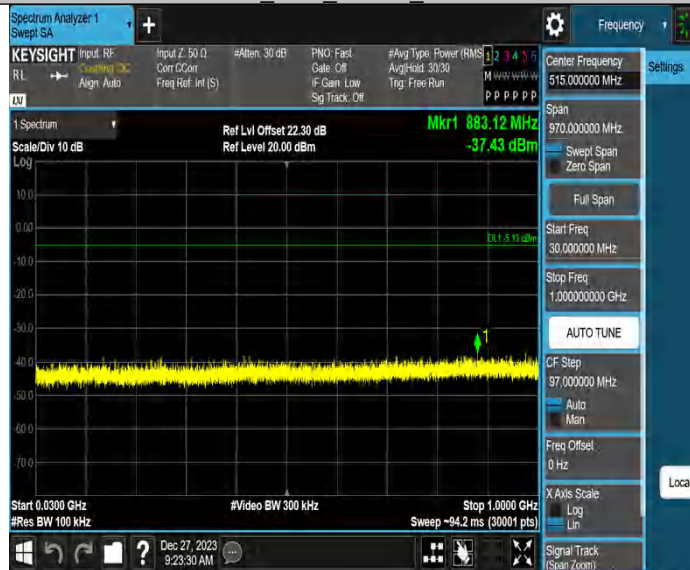 Spectrum Analyzer 1
Swept SA
+
Frequency
KEYSIGHT
RL
Input: RF
Coupling: DC
Align: Auto
Input Z: 50 Ω
Corr CCorr
Freq Ref: Int (S)
#Atten: 30 dB
PNO: Fast
Gate: Off
IF Gain: Low
Sig Track: Off
#Avg Type: Power (RMS
Avg|Hold: 30/30
Trig: Free Run
1 2 3 4 5 6
M W W W W W
P P P P P P
Center Frequency
515.000000 MHz
Settings
Span
970.000000 MHz
Swept Span
Zero Span
Full Span
Start Freq
30.000000 MHz
Stop Freq
1.000000000 GHz
AUTO TUNE
CF Step
97.000000 MHz
Auto
Man
Freq Offset
0 Hz
X Axis Scale
Log
Lin
Signal Track
(Span Zoom)
Loca
1 Spectrum
Scale/Div 10 dB
Log
Ref Lvl Offset 22.30 dB
Ref Level 20.00 dBm
Mkr1 883.12 MHz
-37.43 dBm
10.0
0.00
-10.0
-20.0
-30.0
-40.0
-50.0
-60.0
-70.0
1
Start 0.0300 GHz
#Res BW 100 kHz
#Video BW 300 kHz
Stop 1.0000 GHz
Sweep ~94.2 ms (30001 pts)
?
Dec 27, 2023
9:23:30 AM